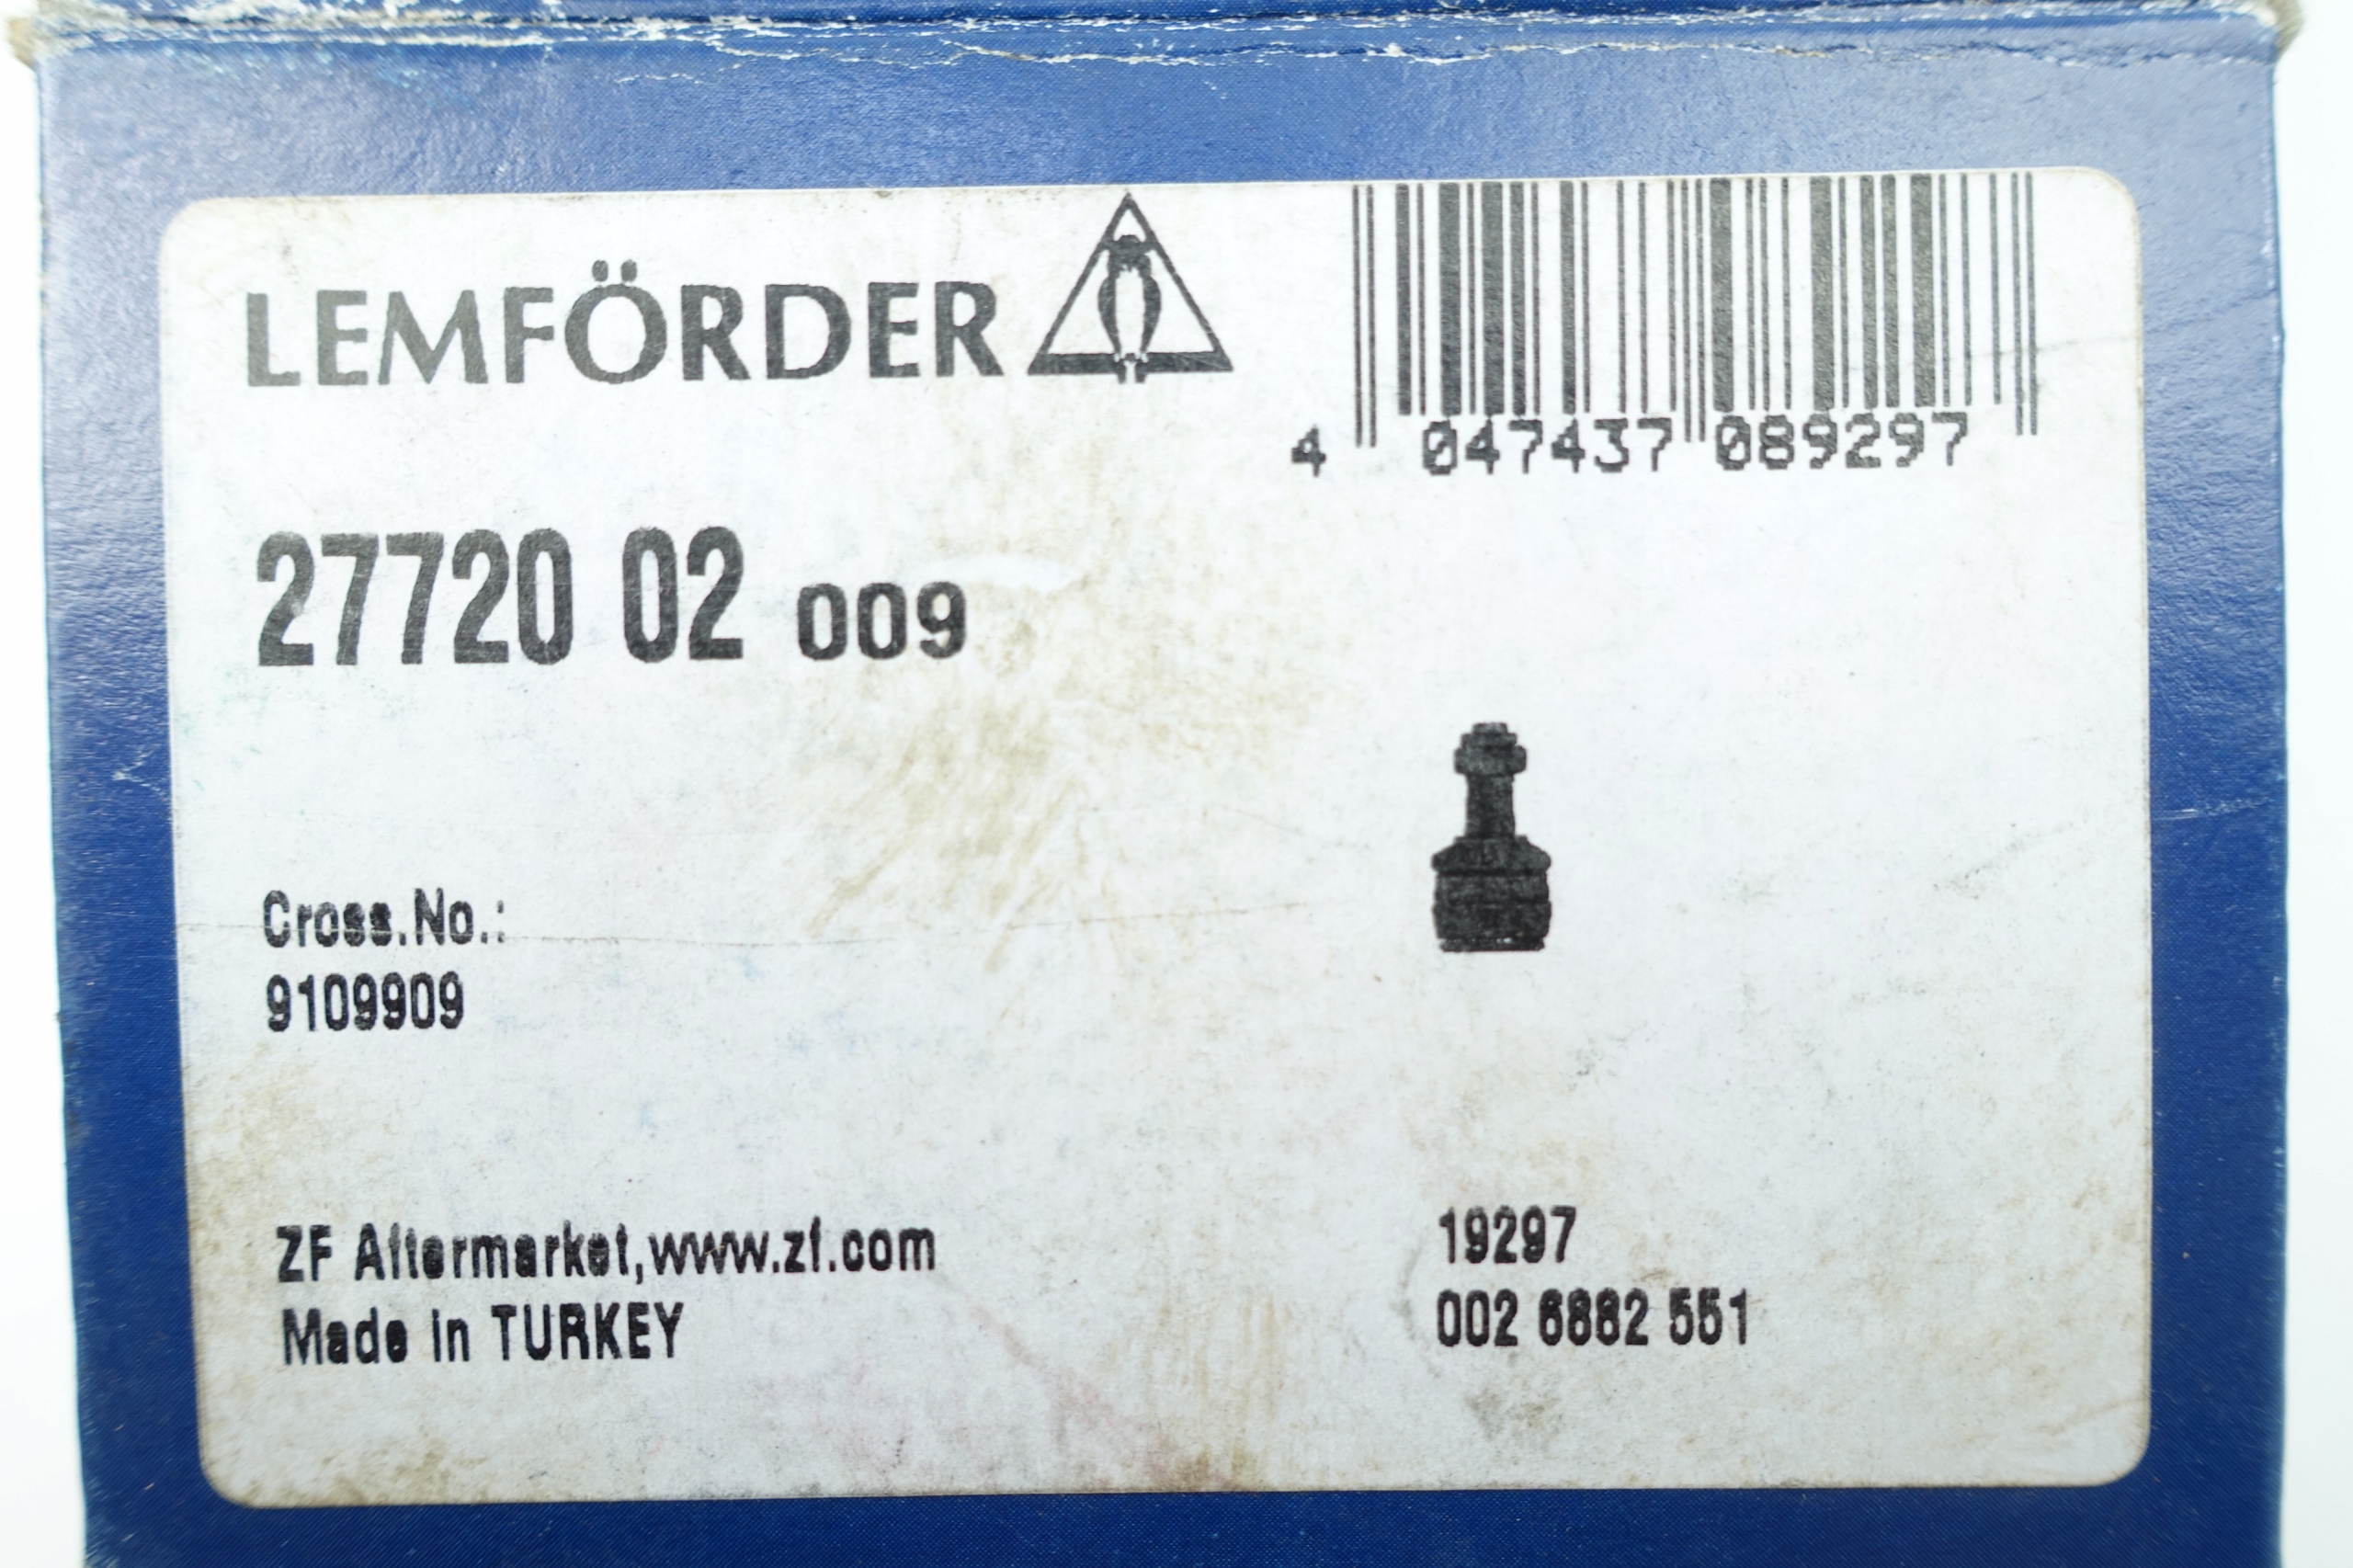 LEMFÖRDER
4 047437 089297
27720 02 009
Cross.No.:
9109909
ZF Aftermarket,www.zf.com
Made in TURKEY
19297
002 6882 551